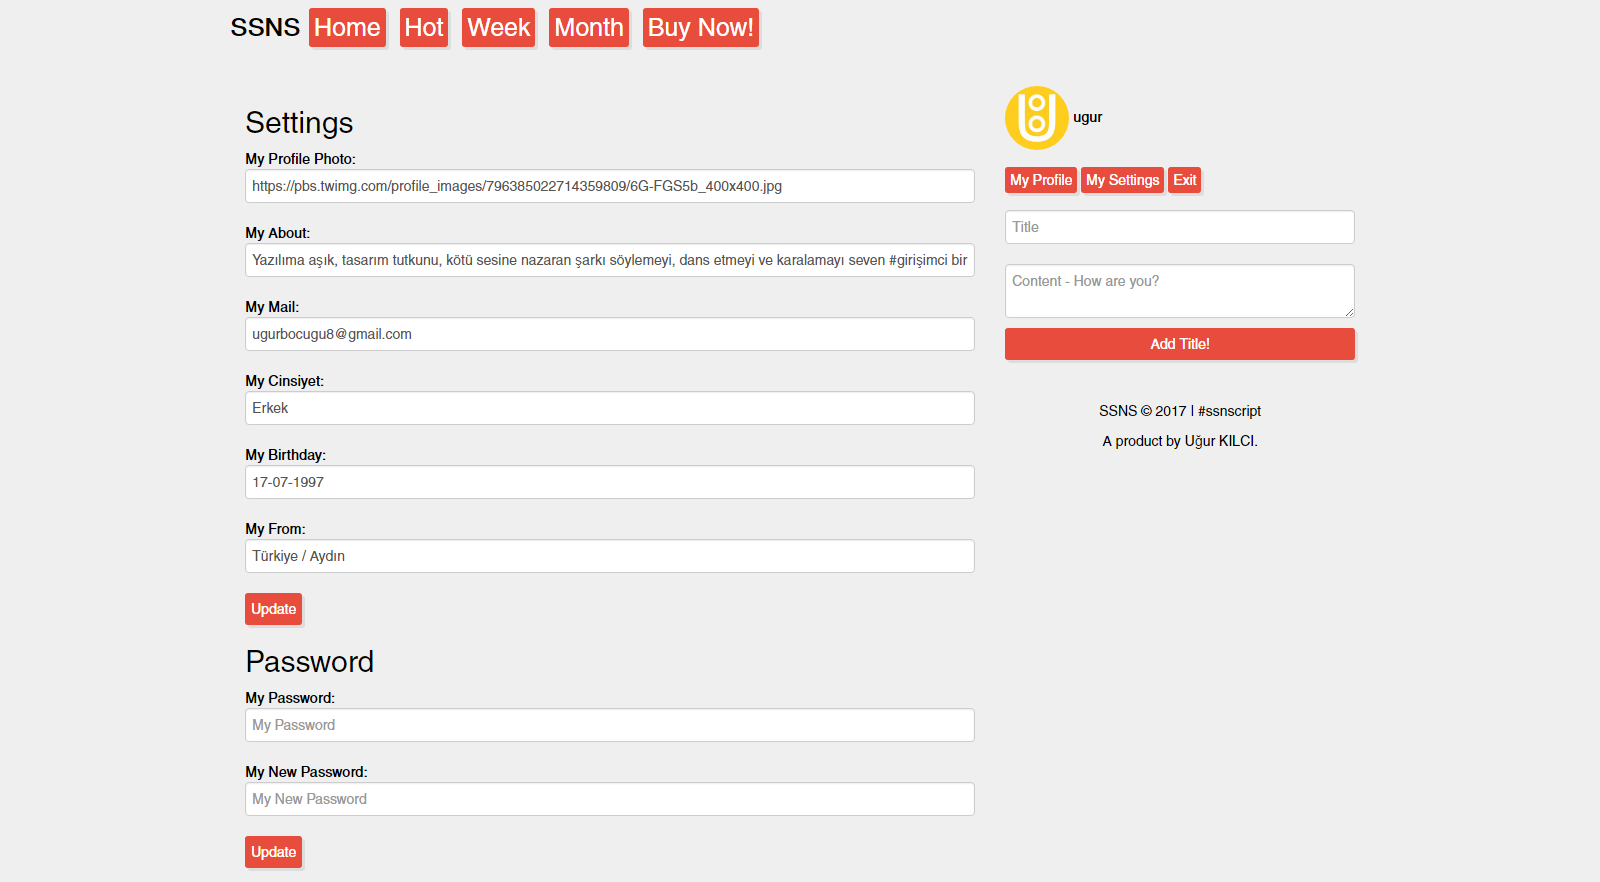 SSNS Home Hot Week Month Buy Now!
Settings
My Profile Photo:
https://pbs.twimg.com/profile_images/796385022714359809/6G-FGS5b_400x400.jpg
My About:
Yazılıma aşık, tasarım tutkunu, kötü sesine nazaran şarkı söylemeyi, dans etmeyi ve karalamayı seven #girişimci bir
My Mail:
ugurbocugu8@gmail.com
My Cinsiyet:
Erkek
My Birthday:
17-07-1997
My From:
Türkiye / Aydın
Update
Password
My Password:
My Password
My New Password:
My New Password
Update
ugur
My Profile My Settings Exit
Title
Content - How are you?
Add Title!
SSNS © 2017 | #ssnscript
A product by Uğur KILCI.